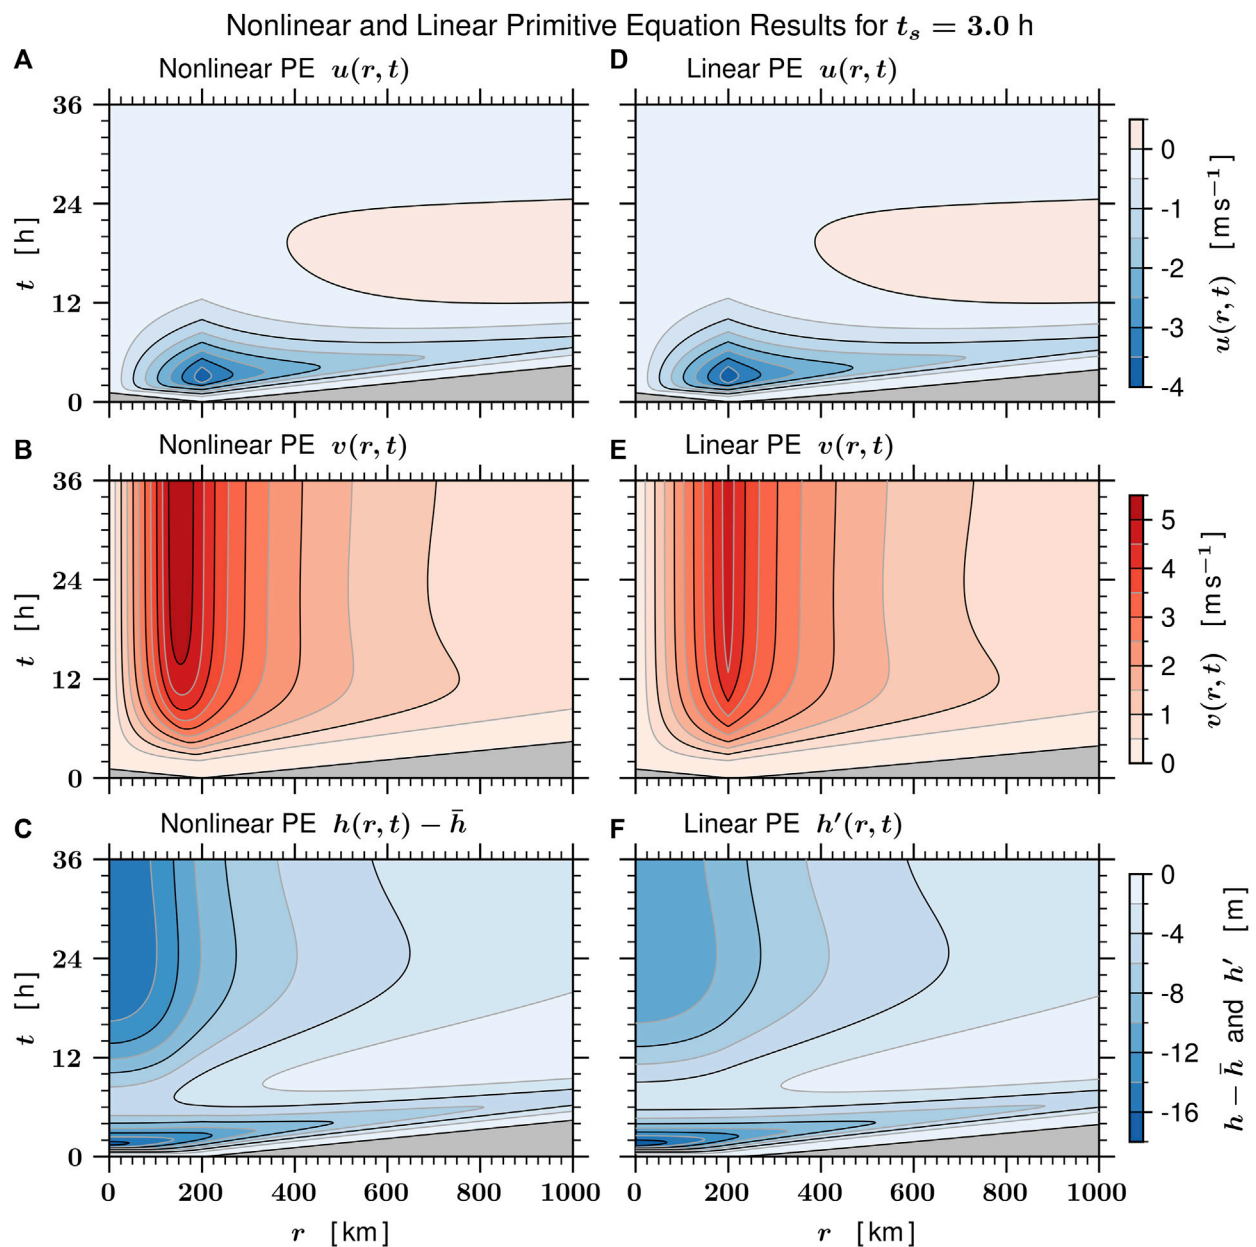 Nonlinear and Linear Primitive Equation Results for t_s = 3.0 h
A
Nonlinear PE u(r, t)
D
Linear PE u(r, t)
36
24
12
0
t [h]
0
-1
-2
-3
-4
u(r, t) [m s⁻¹]
B
Nonlinear PE v(r, t)
E
Linear PE v(r, t)
36
24
12
0
t [h]
5
4
3
2
1
0
v(r, t) [m s⁻¹]
C
Nonlinear PE h(r, t) − h̄
F
Linear PE h′(r, t)
36
24
12
0
t [h]
0
-4
-8
-12
-16
h − h̄ and h′ [m]
0 200 400 600 800 1000
0 200 400 600 800 1000
r [km]
r [km]